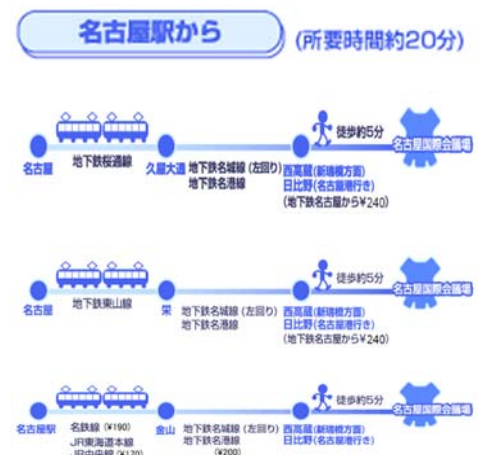 名古屋駅から
(所要時間約20分)
徒歩約5分
名古屋国際会議場
名古屋
地下鉄桜通線
久屋大通
地下鉄名城線 (左回り)
地下鉄名港線
西高蔵(新瑞橋方面)
日比野(名古屋港行き)
(地下鉄名古屋から¥240)
徒歩約5分
名古屋国際会議場
名古屋
地下鉄東山線
栄
地下鉄名城線 (左回り)
地下鉄名港線
西高蔵(新瑞橋方面)
日比野(名古屋港行き)
(地下鉄名古屋から¥240)
徒歩約5分
名古屋国際会議場
名古屋駅
名鉄線 (¥190)
JR東海道本線
JR中央線 (¥170)
金山
地下鉄名城線 (左回り)
地下鉄名港線
(¥200)
西高蔵(新瑞橋方面)
日比野(名古屋港行き)